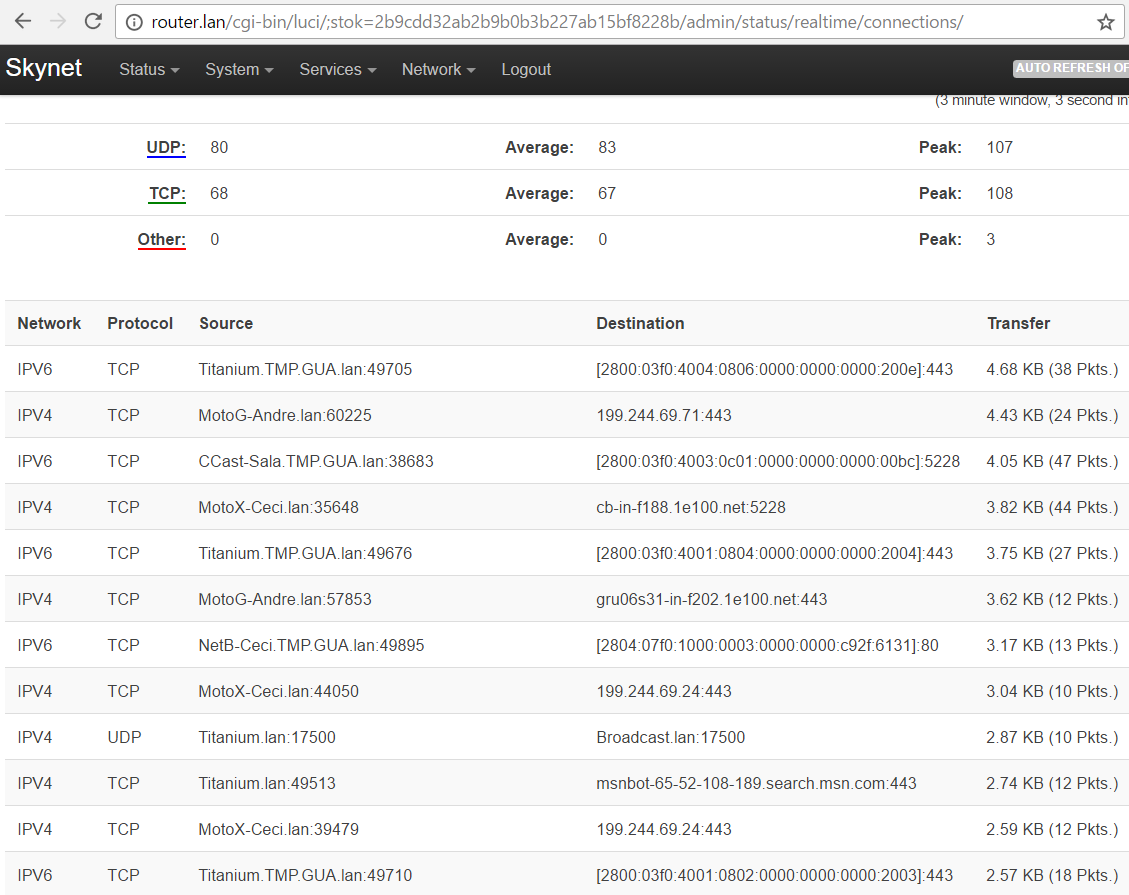 router.lan/cgi-bin/luci/;stok=2b9cdd32ab2b9b0b3b227ab15bf8228b/admin/status/realtime/connections/
Skynet Status System Services Network Logout AUTO REFRESH OF
(3 minute window, 3 second in
UDP: 80 Average: 83 Peak: 107
TCP: 68 Average: 67 Peak: 108
Other: 0 Average: 0 Peak: 3
Network Protocol Source Destination Transfer
IPV6 TCP Titanium.TMP.GUA.lan:49705 [2800:03f0:4004:0806:0000:0000:0000:200e]:443 4.68 KB (38 Pkts.)
IPV4 TCP MotoG-Andre.lan:60225 199.244.69.71:443 4.43 KB (24 Pkts.)
IPV6 TCP CCast-Sala.TMP.GUA.lan:38683 [2800:03f0:4003:0c01:0000:0000:0000:00bc]:5228 4.05 KB (47 Pkts.)
IPV4 TCP MotoX-Ceci.lan:35648 cb-in-f188.1e100.net:5228 3.82 KB (44 Pkts.)
IPV6 TCP Titanium.TMP.GUA.lan:49676 [2800:03f0:4001:0804:0000:0000:0000:2004]:443 3.75 KB (27 Pkts.)
IPV4 TCP MotoG-Andre.lan:57853 gru06s31-in-f202.1e100.net:443 3.62 KB (12 Pkts.)
IPV6 TCP NetB-Ceci.TMP.GUA.lan:49895 [2804:07f0:1000:0003:0000:0000:c92f:6131]:80 3.17 KB (13 Pkts.)
IPV4 TCP MotoX-Ceci.lan:44050 199.244.69.24:443 3.04 KB (10 Pkts.)
IPV4 UDP Titanium.lan:17500 Broadcast.lan:17500 2.87 KB (10 Pkts.)
IPV4 TCP Titanium.lan:49513 msnbot-65-52-108-189.search.msn.com:443 2.74 KB (12 Pkts.)
IPV4 TCP MotoX-Ceci.lan:39479 199.244.69.24:443 2.59 KB (12 Pkts.)
IPV6 TCP Titanium.TMP.GUA.lan:49710 [2800:03f0:4001:0802:0000:0000:0000:2003]:443 2.57 KB (18 Pkts.)